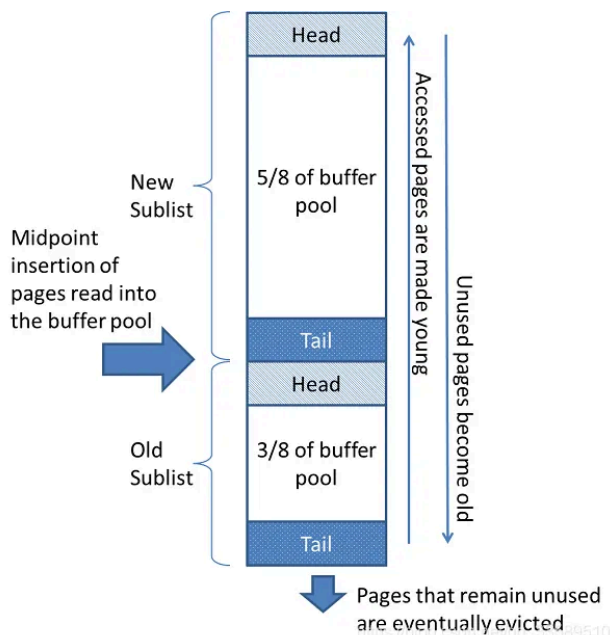 Head
5/8 of buffer
pool
New
Sublist
Midpoint
insertion of
pages read into
the buffer pool
Tail
Head
Old
Sublist
3/8 of buffer
pool
Tail
Accessed pages are made young
Unused pages become old
Pages that remain unused
are eventually evicted